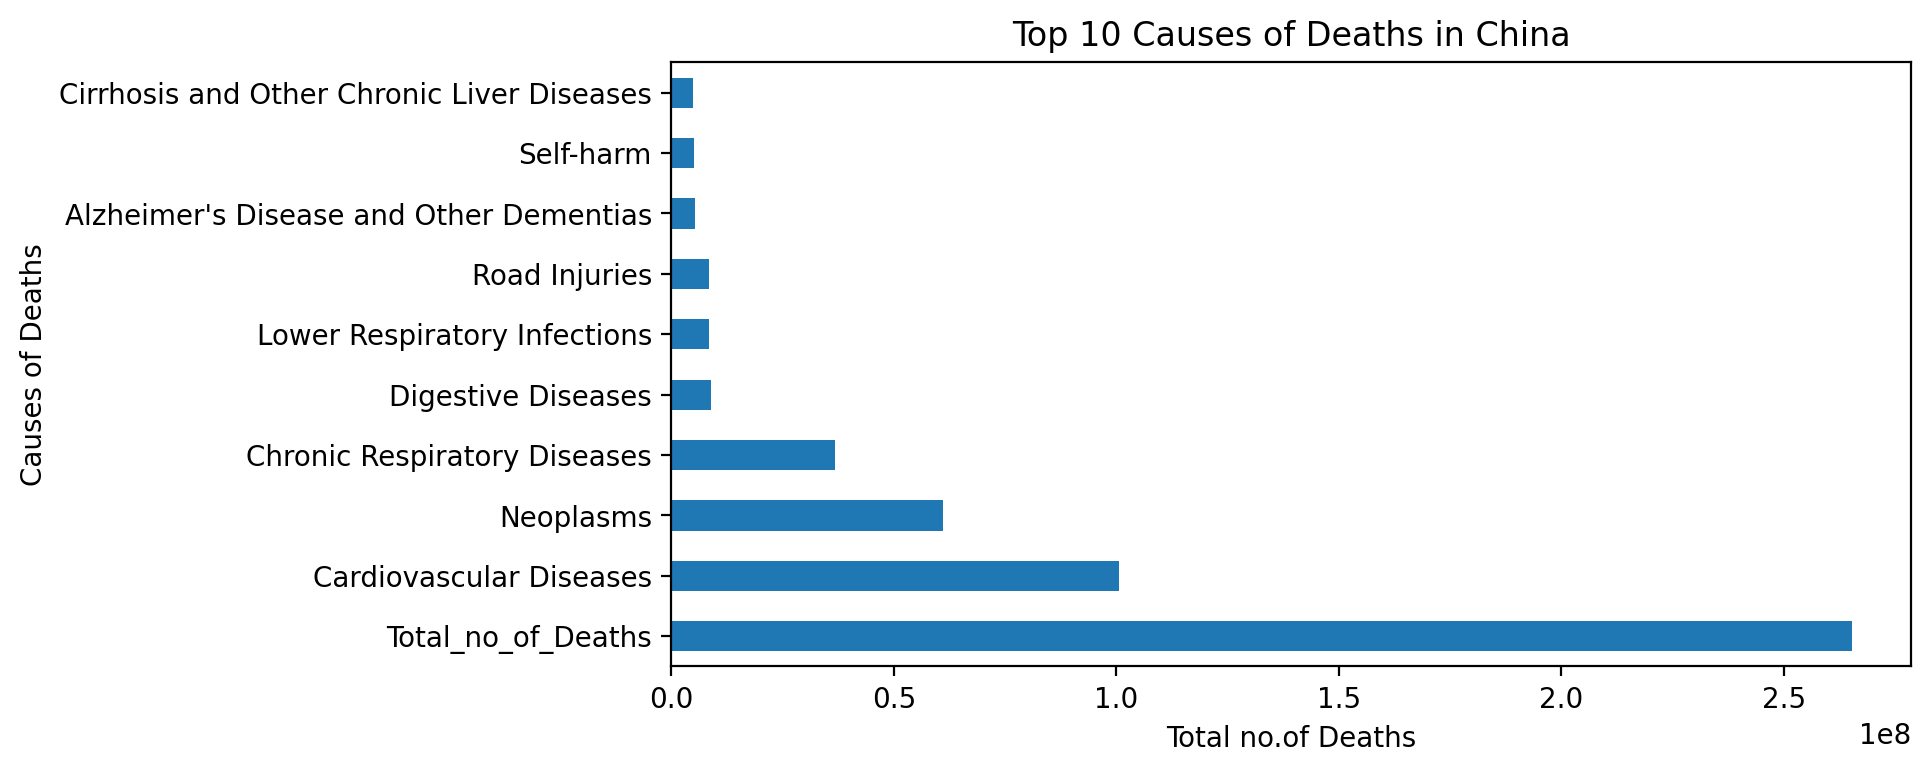 Top 10 Causes of Deaths in China
Causes of Deaths
Cirrhosis and Other Chronic Liver Diseases
Self-harm
Alzheimer's Disease and Other Dementias
Road Injuries
Lower Respiratory Infections
Digestive Diseases
Chronic Respiratory Diseases
Neoplasms
Cardiovascular Diseases
Total_no_of_Deaths
0.0 0.5 1.0 1.5 2.0 2.5
1e8
Total no.of Deaths